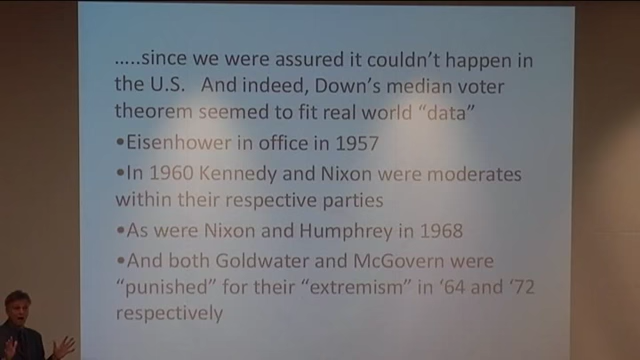 .....since we were assured it couldn't happen in
the U.S. And indeed, Down's median voter
theorem seemed to fit real world "data"
•Eisenhower in office in 1957
•In 1960 Kennedy and Nixon were moderates
within their respective parties
•As were Nixon and Humphrey in 1968
•And both Goldwater and McGovern were
"punished" for their "extremism" in '64 and '72
respectively